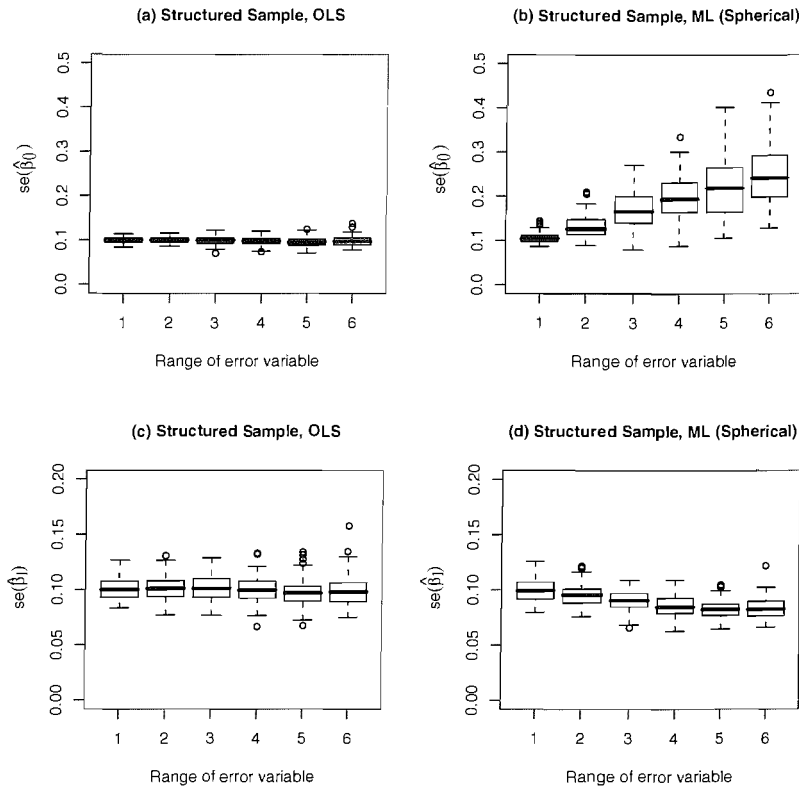 (a) Structured Sample, OLS
se(β̂0)
0.5
0.4
0.3
0.2
0.1
0.0
1 2 3 4 5 6
Range of error variable
(b) Structured Sample, ML (Spherical)
se(β̂0)
0.5
0.4
0.3
0.2
0.1
0.0
1 2 3 4 5 6
Range of error variable
(c) Structured Sample, OLS
se(β̂1)
0.20
0.15
0.10
0.05
0.00
1 2 3 4 5 6
Range of error variable
(d) Structured Sample, ML (Spherical)
se(β̂1)
0.20
0.15
0.10
0.05
0.00
1 2 3 4 5 6
Range of error variable